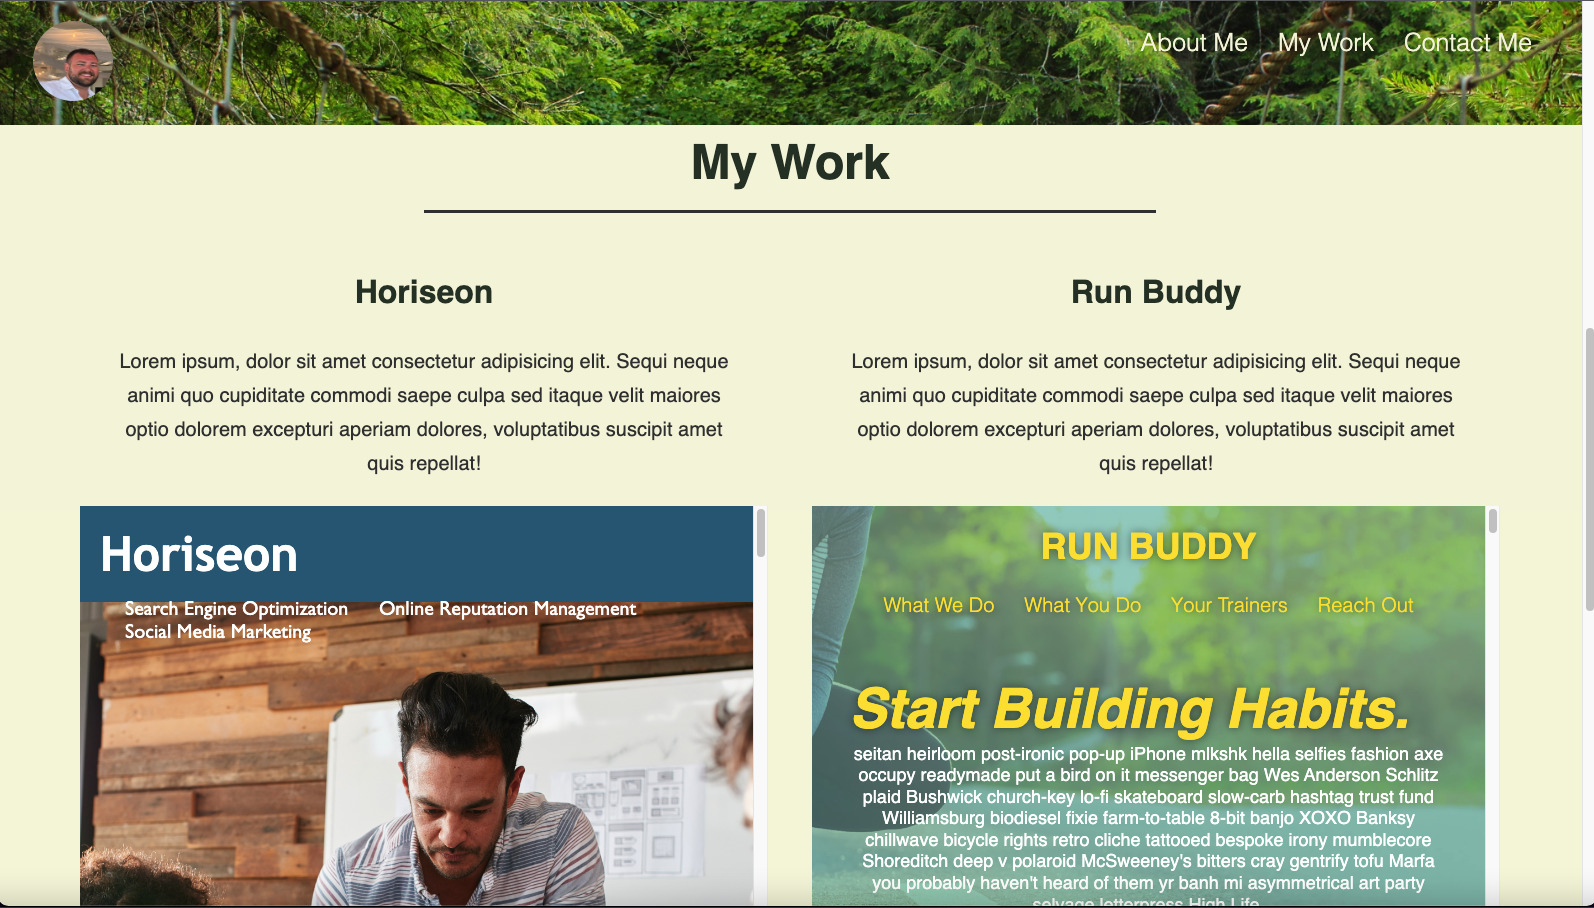 About Me My Work Contact Me
My Work
Horiseon
Lorem ipsum, dolor sit amet consectetur adipisicing elit. Sequi neque
animi quo cupiditate commodi saepe culpa sed itaque velit maiores
optio dolorem excepturi aperiam dolores, voluptatibus suscipit amet
quis repellat!
Horiseon
Search Engine Optimization Online Reputation Management
Social Media Marketing
Run Buddy
Lorem ipsum, dolor sit amet consectetur adipisicing elit. Sequi neque
animi quo cupiditate commodi saepe culpa sed itaque velit maiores
optio dolorem excepturi aperiam dolores, voluptatibus suscipit amet
quis repellat!
RUN BUDDY
What We Do What You Do Your Trainers Reach Out
Start Building Habits.
seitan heirloom post-ironic pop-up iPhone mlkshk hella selfies fashion axe
occupy readymade put a bird on it messenger bag Wes Anderson Schlitz
plaid Bushwick church-key lo-fi skateboard slow-carb hashtag trust fund
Williamsburg biodiesel fixie farm-to-table 8-bit banjo XOXO Banksy
chillwave bicycle rights retro cliche tattooed bespoke irony mumblecore
Shoreditch deep v polaroid McSweeney's bitters cray gentrify tofu Marfa
you probably haven't heard of them yr banh mi asymmetrical art party
selvage letterpress High Life